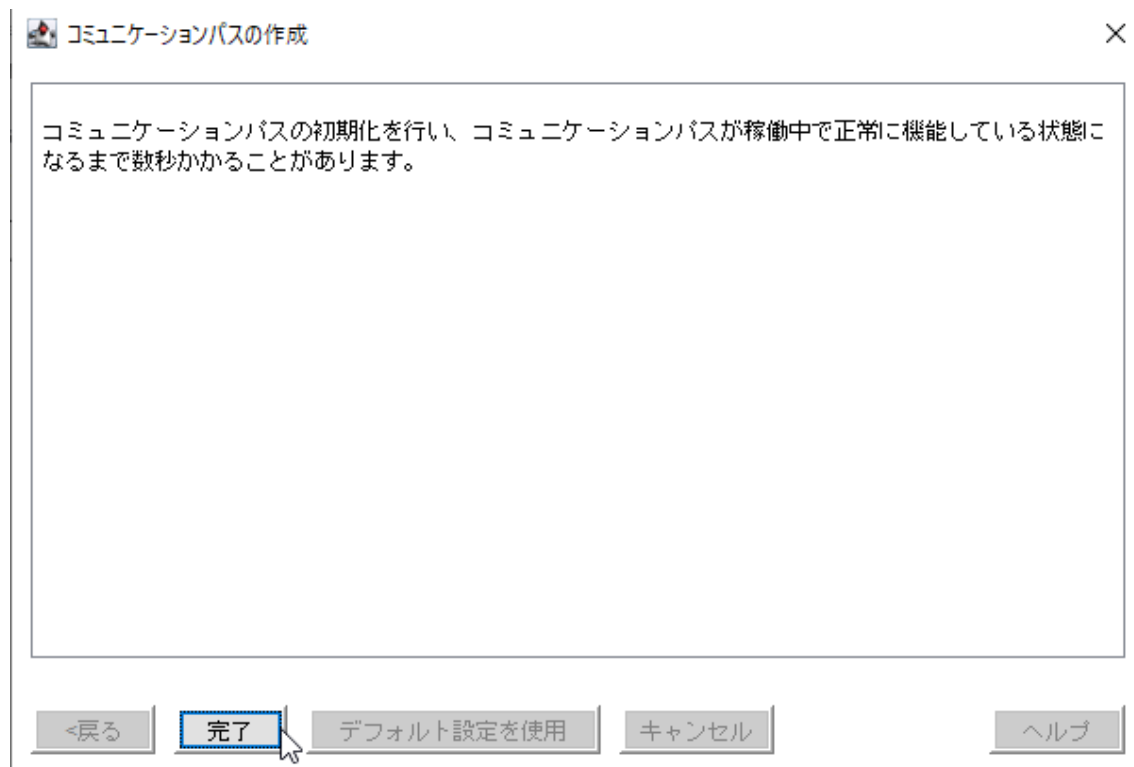 コミュニケーションパスの作成
コミュニケーションパスの初期化を行い、コミュニケーションパスが稼働中で正常に機能している状態に
なるまで数秒かかることがあります。
<戻る 完了 デフォルト設定を使用 キャンセル ヘルプ